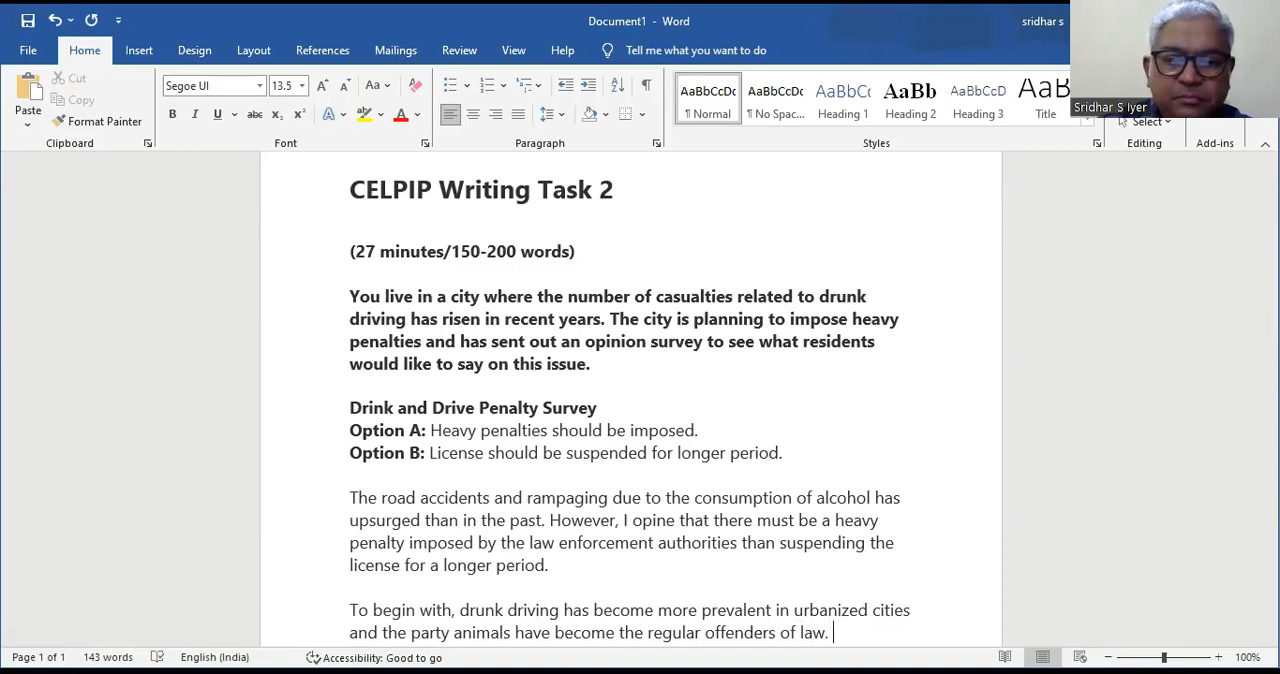 Document1 - Word
sridhar s
File Home Insert Design Layout References Mailings Review View Help Tell me what you want to do
Paste
Cut
Copy
Format Painter
Segoe UI 13.5
AaBbCcDc
¶ Normal
AaBbCcDc
¶ No Spac...
AaBbCc
Heading 1
AaBb
Heading 2
AaBbCcD
Heading 3
AaB
Title
Sridhar S Iyer
Select
Clipboard Font Paragraph Styles Editing Add-ins
CELPIP Writing Task 2
(27 minutes/150-200 words)
You live in a city where the number of casualties related to drunk
driving has risen in recent years. The city is planning to impose heavy
penalties and has sent out an opinion survey to see what residents
would like to say on this issue.
Drink and Drive Penalty Survey
Option A: Heavy penalties should be imposed.
Option B: License should be suspended for longer period.
The road accidents and rampaging due to the consumption of alcohol has
upsurged than in the past. However, I opine that there must be a heavy
penalty imposed by the law enforcement authorities than suspending the
license for a longer period.
To begin with, drunk driving has become more prevalent in urbanized cities
and the party animals have become the regular offenders of law.
Page 1 of 1 143 words English (India) Accessibility: Good to go 100%